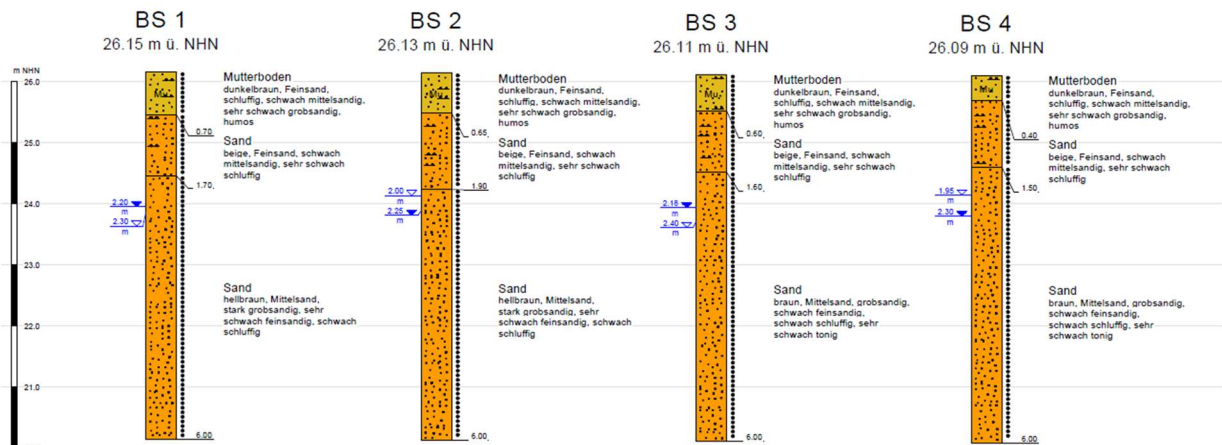 BS 1
26.15 m ü. NHN
BS 2
26.13 m ü. NHN
BS 3
26.11 m ü. NHN
BS 4
26.09 m ü. NHN
m NHN
26.0
25.0
24.0
23.0
22.0
21.0
Mu
0.70
1.70
2.20
m
2.30
m
6.00
Mutterboden
dunkelbraun, Feinsand,
schluffig, schwach mittelsandig,
sehr schwach grobsandig,
humos
Sand
beige, Feinsand, schwach
mittelsandig, sehr schwach
schluffig
Sand
hellbraun, Mittelsand,
stark grobsandig, sehr
schwach feinsandig, schwach
schluffig
Mu
0.65
1.90
2.00
m
2.25
m
6.00
Mutterboden
dunkelbraun, Feinsand,
schluffig, schwach mittelsandig,
sehr schwach grobsandig,
humos
Sand
beige, Feinsand, schwach
mittelsandig, sehr schwach
schluffig
Sand
hellbraun, Mittelsand,
stark grobsandig, sehr
schwach feinsandig, schwach
schluffig
Mu
0.60
1.60
2.18
m
2.40
m
6.00
Mutterboden
dunkelbraun, Feinsand,
schluffig, schwach mittelsandig,
sehr schwach grobsandig,
humos
Sand
beige, Feinsand, schwach
mittelsandig, sehr schwach
schluffig
Sand
braun, Mittelsand, grobsandig,
schwach feinsandig,
schwach schluffig, sehr
schwach tonig
Mu
0.40
1.50
1.95
m
2.30
m
6.00
Mutterboden
dunkelbraun, Feinsand,
schluffig, schwach mittelsandig,
sehr schwach grobsandig,
humos
Sand
beige, Feinsand, schwach
mittelsandig, sehr schwach
schluffig
Sand
braun, Mittelsand, grobsandig,
schwach feinsandig,
schwach schluffig, sehr
schwach tonig